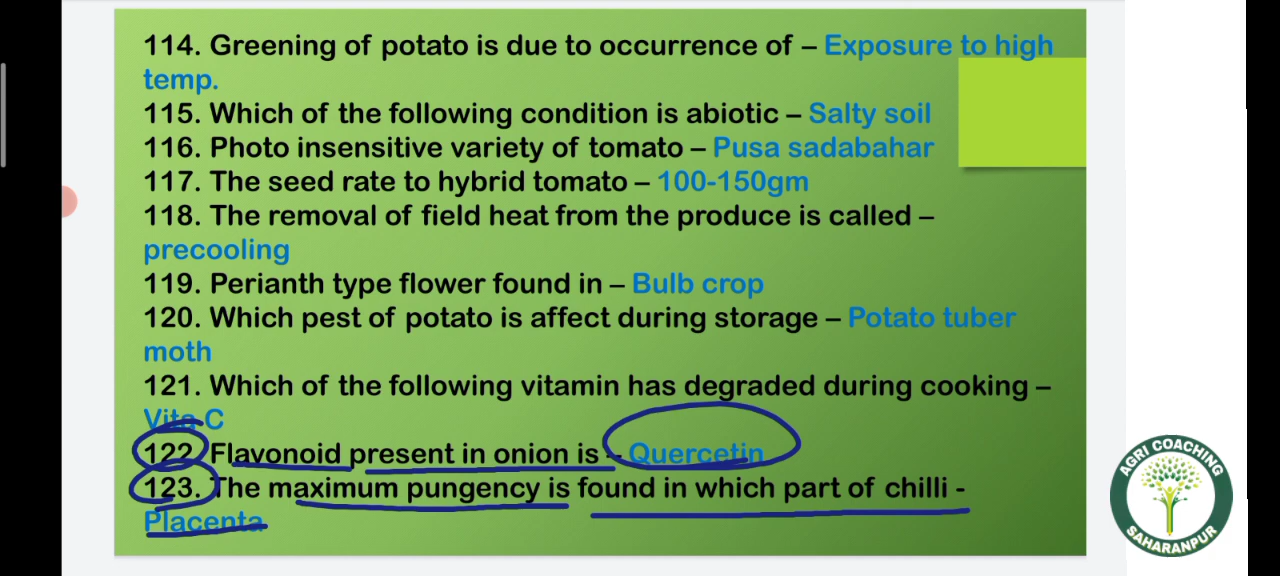 114. Greening of potato is due to occurrence of – Exposure to high
temp.
115. Which of the following condition is abiotic – Salty soil
116. Photo insensitive variety of tomato – Pusa sadabahar
117. The seed rate to hybrid tomato – 100-150gm
118. The removal of field heat from the produce is called –
precooling
119. Perianth type flower found in – Bulb crop
120. Which pest of potato is affect during storage – Potato tuber
moth
121. Which of the following vitamin has degraded during cooking –
Vita C
122. Flavonoid present in onion is – Quercetin
123. The maximum pungency is found in which part of chilli -
Placenta
AGRI COACHING
SAHARANPUR